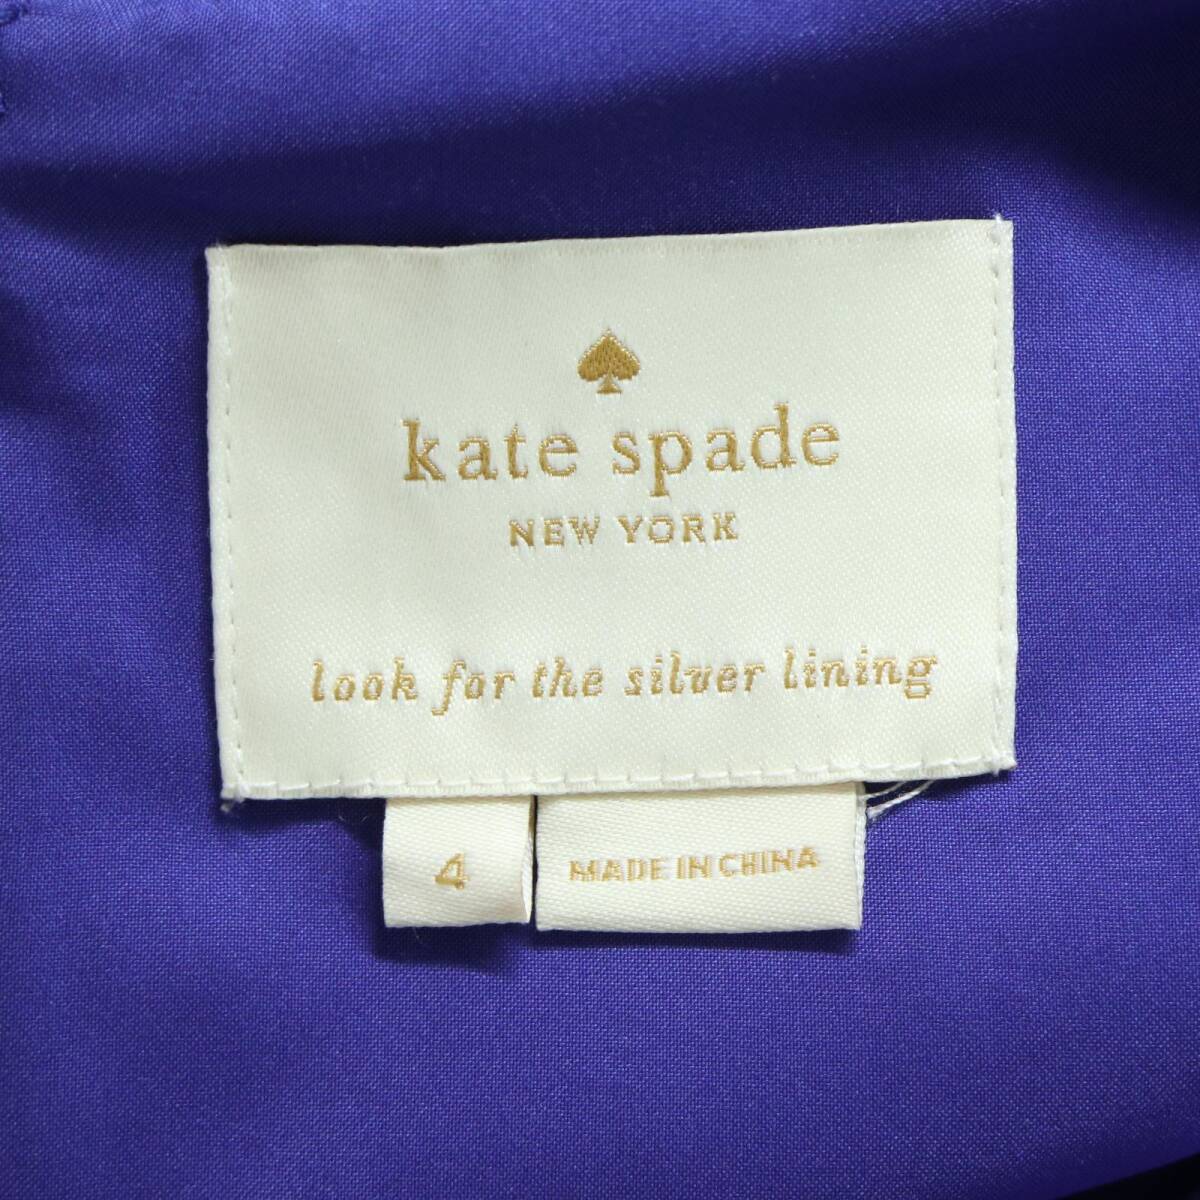 kate spade
NEW YORK
look for the silver lining
4
MADE IN CHINA